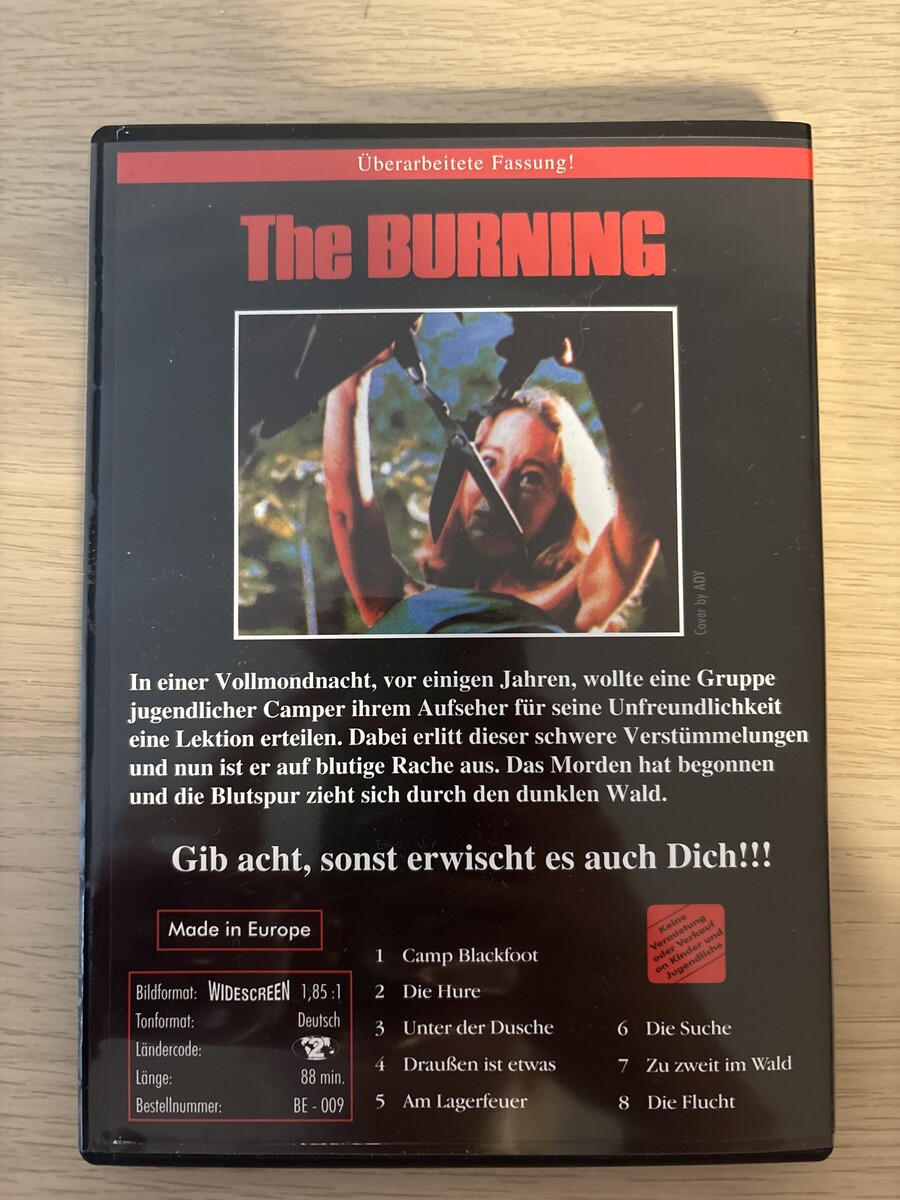 Überarbeitete Fassung!
The BURNING
Cover by ADY
In einer Vollmondnacht, vor einigen Jahren, wollte eine Gruppe
jugendlicher Camper ihrem Aufseher für seine Unfreundlichkeit
eine Lektion erteilen. Dabei erlitt dieser schwere Verstümmelungen
und nun ist er auf blutige Rache aus. Das Morden hat begonnen
und die Blutspur zieht sich durch den dunklen Wald.
Gib acht, sonst erwischt es auch Dich!!!
Made in Europe
Bildformat: WIDESCREEN 1,85 :1
Tonformat: Deutsch
Ländercode: 2
Länge: 88 min.
Bestellnummer: BE - 009
1 Camp Blackfoot
2 Die Hure
3 Unter der Dusche
4 Draußen ist etwas
5 Am Lagerfeuer
6 Die Suche
7 Zu zweit im Wald
8 Die Flucht
Keine
Vermietung
oder Verkauf
an Kinder und
Jugendliche